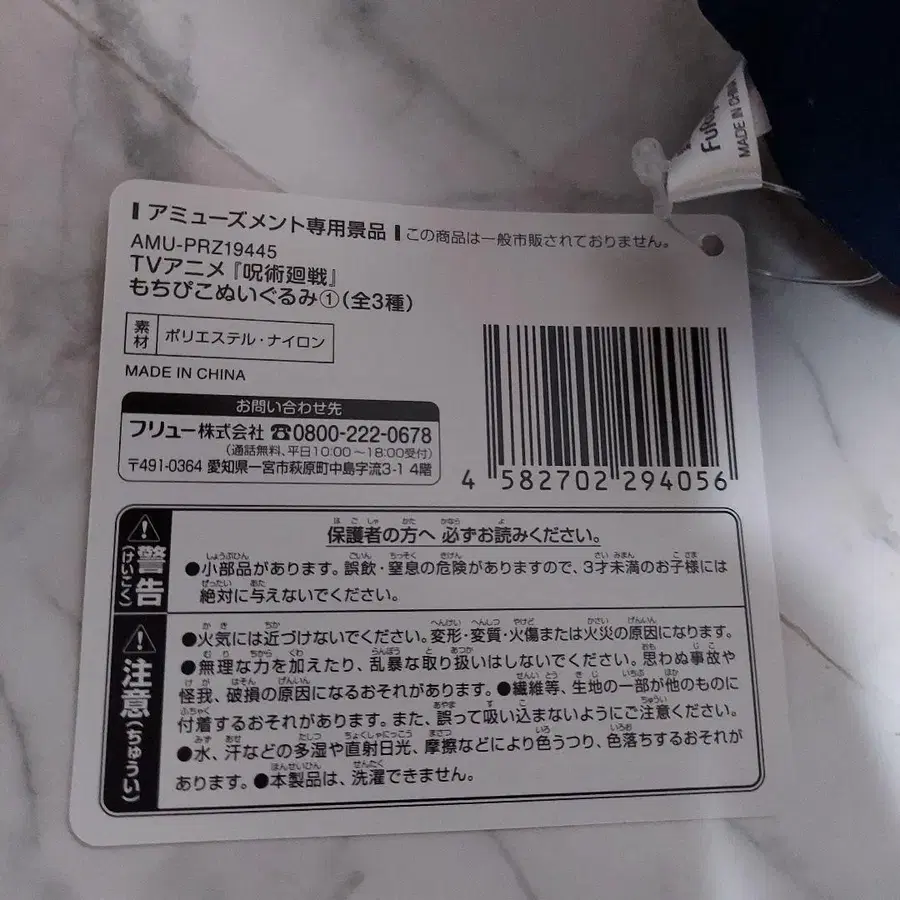 MADE IN CHINA
アミューズメント専用景品 この商品は一般市販されておりません。
AMU-PRZ19445
TVアニメ『呪術廻戦』
もちぴこぬいぐるみ①(全3種)
素材 ポリエステル・ナイロン
MADE IN CHINA
お問い合わせ先
フリュー株式会社 ☎0800-222-0678
(通話無料、平日10:00~18:00受付)
〒491-0364 愛知県一宮市萩原町中島字流3-1 4階
4 582702 294056
警告(けいこく)
保護者の方へ 必ずお読みください。
●小部品があります。誤飲・窒息の危険がありますので、3才未満のお子様には
絶対に与えないでください。
注意(ちゅうい)
●火気には近づけないでください。変形・変質・火傷または火災の原因になります。
●無理な力を加えたり、乱暴な取り扱いはしないでください。思わぬ事故や
怪我、破損の原因になるおそれがあります。●繊維等、生地の一部が他のものに
付着するおそれがあります。また、誤って吸い込まないようにご注意ください。
●水、汗などの多湿や直射日光、摩擦などにより色うつり、色落ちするおそれが
あります。●本製品は、洗濯できません。